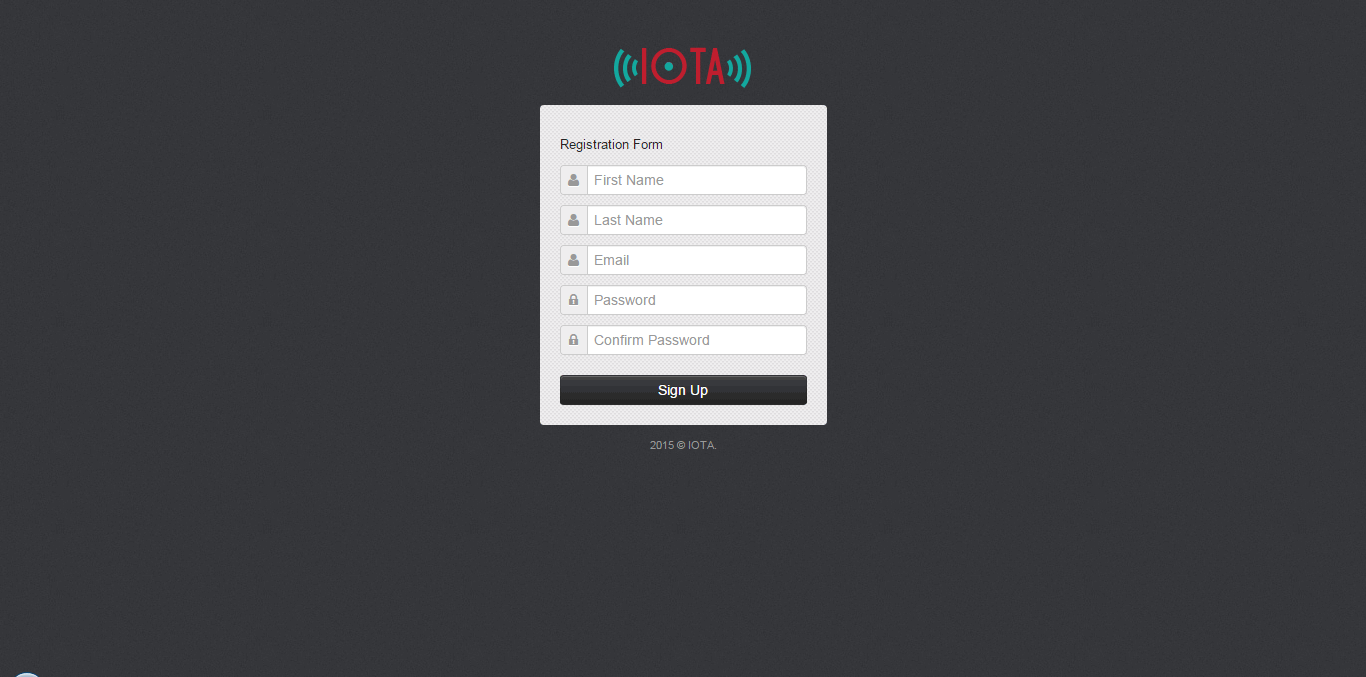 IOTA
Registration Form
First Name
Last Name
Email
Password
Confirm Password
Sign Up
2015 © IOTA.